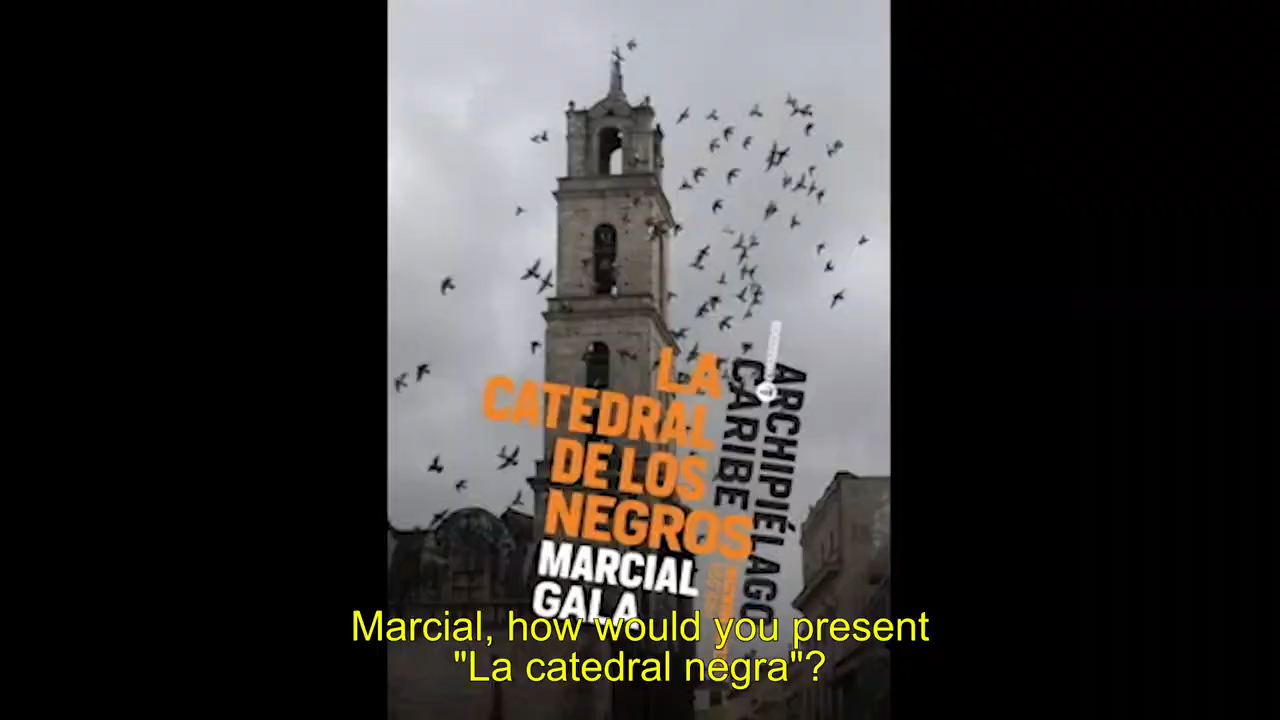 LA
CATEDRAL
DE LOS
NEGROS
MARCIAL
GALA
ARCHIPIÉLAGO
CARIBE
Marcial, how would you present
"La catedral negra"?